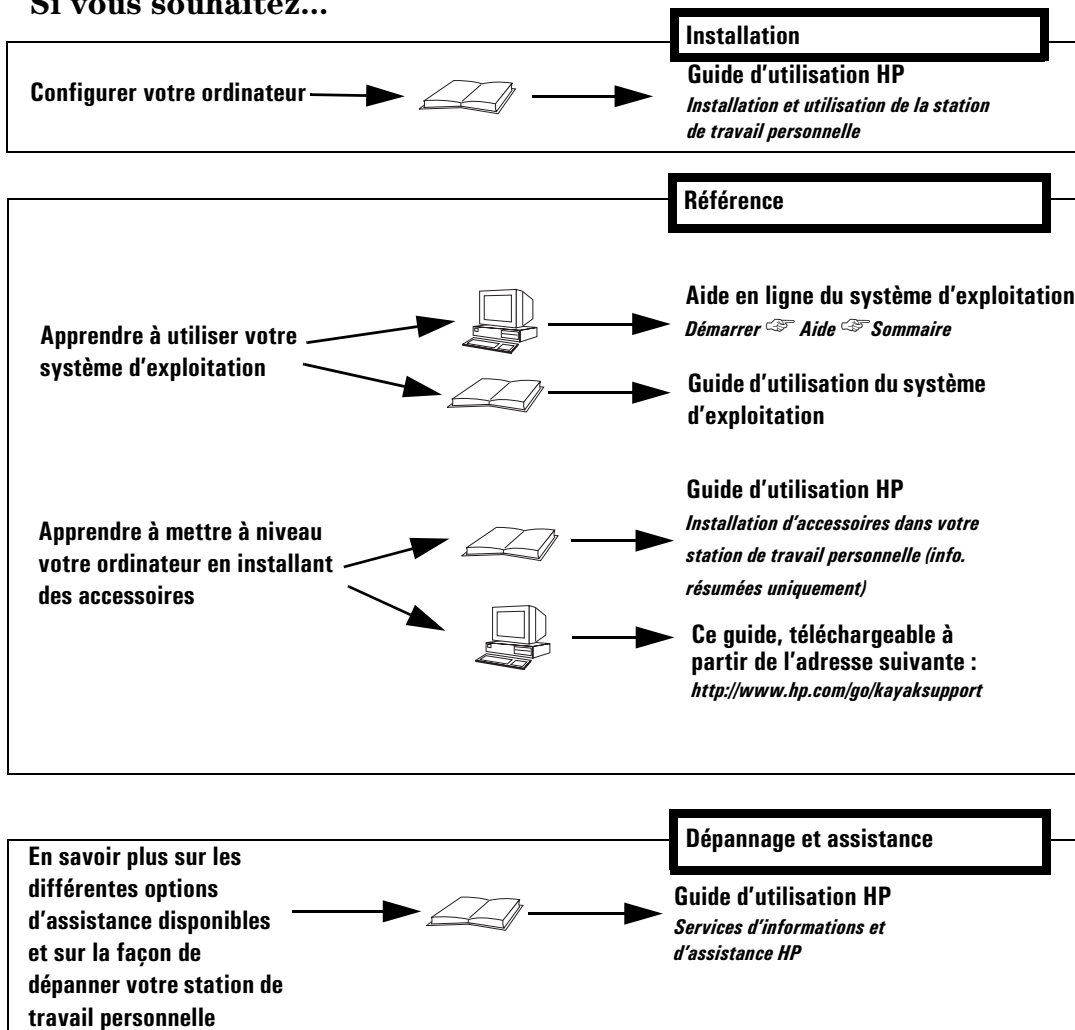 Si vous souhaitez...
Installation
Configurer votre ordinateur
Guide d'utilisation HP
Installation et utilisation de la station
de travail personnelle
Référence
Apprendre à utiliser votre
système d'exploitation
Aide en ligne du système d'exploitation
Démarrer ☞ Aide ☞ Sommaire
Guide d'utilisation du système
d'exploitation
Apprendre à mettre à niveau
votre ordinateur en installant
des accessoires
Guide d'utilisation HP
Installation d'accessoires dans votre
station de travail personnelle (info.
résumées uniquement)
Ce guide, téléchargeable à
partir de l'adresse suivante :
http://www.hp.com/go/kayaksupport
Dépannage et assistance
En savoir plus sur les
différentes options
d'assistance disponibles
et sur la façon de
dépanner votre station de
travail personnelle
Guide d'utilisation HP
Services d'informations et
d'assistance HP